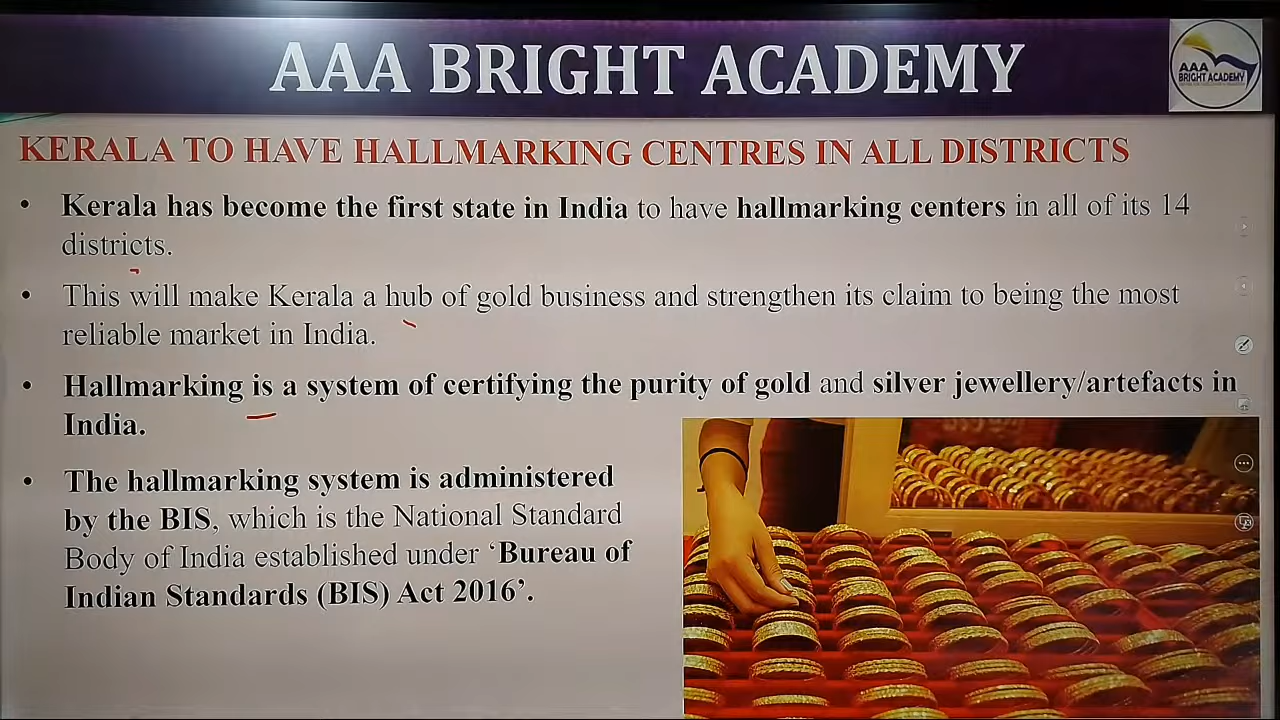 AAA BRIGHT ACADEMY
AAA
BRIGHT ACADEMY
KERALA TO HAVE HALLMARKING CENTRES IN ALL DISTRICTS
• Kerala has become the first state in India to have hallmarking centers in all of its 14
districts.
• This will make Kerala a hub of gold business and strengthen its claim to being the most
reliable market in India.
• Hallmarking is a system of certifying the purity of gold and silver jewellery/artefacts in
India.
• The hallmarking system is administered
by the BIS, which is the National Standard
Body of India established under ‘Bureau of
Indian Standards (BIS) Act 2016’.